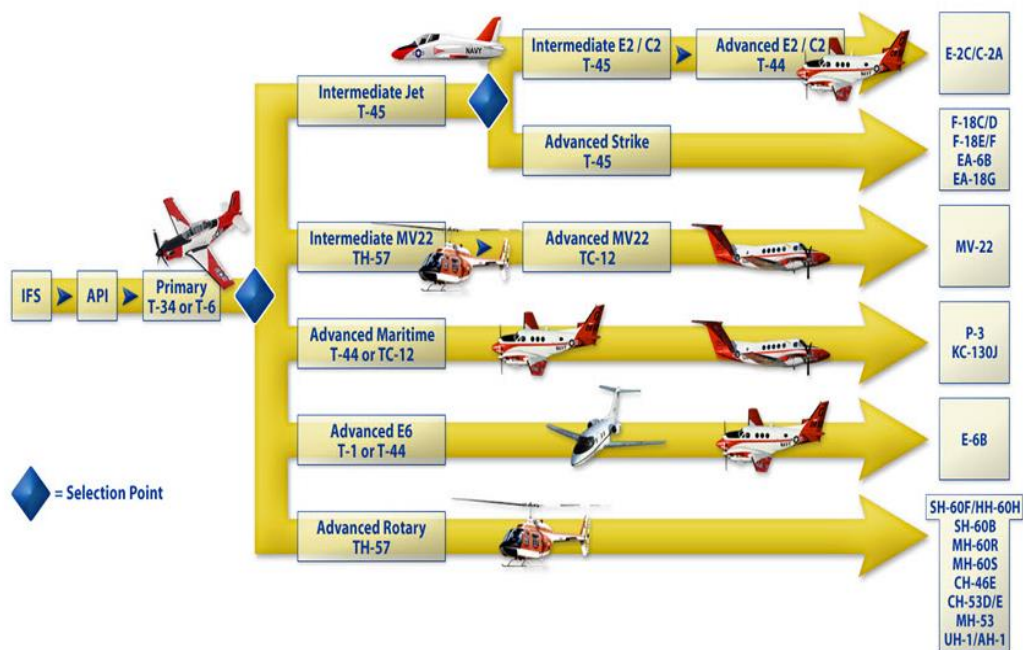 Intermediate E2 / C2
T-45
Advanced E2 / C2
T-44
E-2C/C-2A
NAVY
Intermediate Jet
T-45
Advanced Strike
T-45
F-18C/D
F-18E/F
EA-6B
EA-18G
Intermediate MV22
TH-57
Advanced MV22
TC-12
MV-22
IFS
API
Primary
T-34 or T-6
Advanced Maritime
T-44 or TC-12
P-3
KC-130J
Advanced E6
T-1 or T-44
E-6B
= Selection Point
Advanced Rotary
TH-57
SH-60F/HH-60H
SH-60B
MH-60R
MH-60S
CH-46E
CH-53D/E
MH-53
UH-1/AH-1